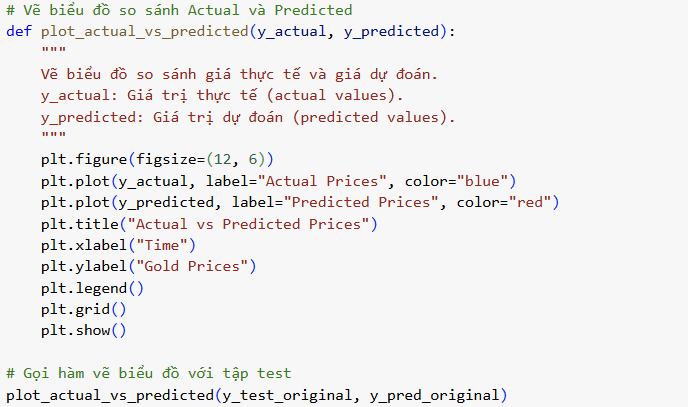 # Vẽ biểu đồ so sánh Actual và Predicted
def plot_actual_vs_predicted(y_actual, y_predicted):
    """
    Vẽ biểu đồ so sánh giá thực tế và giá dự đoán.
    y_actual: Giá trị thực tế (actual values).
    y_predicted: Giá trị dự đoán (predicted values).
    """
    plt.figure(figsize=(12, 6))
    plt.plot(y_actual, label="Actual Prices", color="blue")
    plt.plot(y_predicted, label="Predicted Prices", color="red")
    plt.title("Actual vs Predicted Prices")
    plt.xlabel("Time")
    plt.ylabel("Gold Prices")
    plt.legend()
    plt.grid()
    plt.show()

# Gọi hàm vẽ biểu đồ với tập test
plot_actual_vs_predicted(y_test_original, y_pred_original)